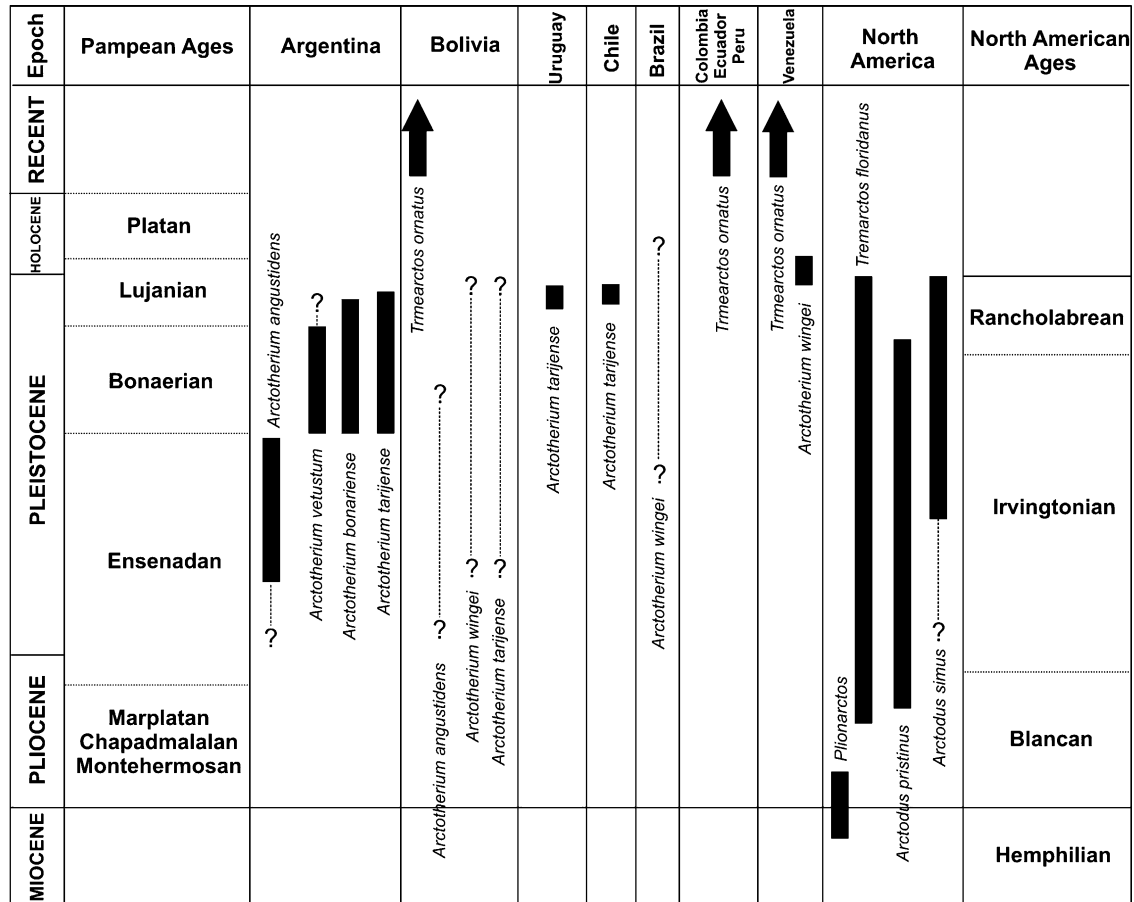 Epoch
Pampean Ages
Argentina
Bolivia
Uruguay
Chile
Brazil
Colombia
Ecuador
Peru
Venezuela
North
America
North American
Ages
RECENT
HOLOCENE
PLEISTOCENE
PLIOCENE
MIOCENE
Platan
Lujanian
Bonaerian
Ensenadan
Marplatan
Chapadmalalan
Montehermosan
Arctotherium angustidens
?
?
Arctotherium vetustum
Arctotherium bonariense
Arctotherium tarijense
Trmearctos ornatus
?
?
Arctotherium angustidens
?
?
Arctotherium wingei
?
?
Arctotherium tarijense
Arctotherium tarijense
Arctotherium tarijense
?
?
Arctotherium wingei
Trmearctos ornatus
Trmearctos ornatus
Arctotherium wingei
Plionarctos
Tremarctos floridanus
Arctodus pristinus
?
Arctodus simus
Rancholabrean
Irvingtonian
Blancan
Hemphilian